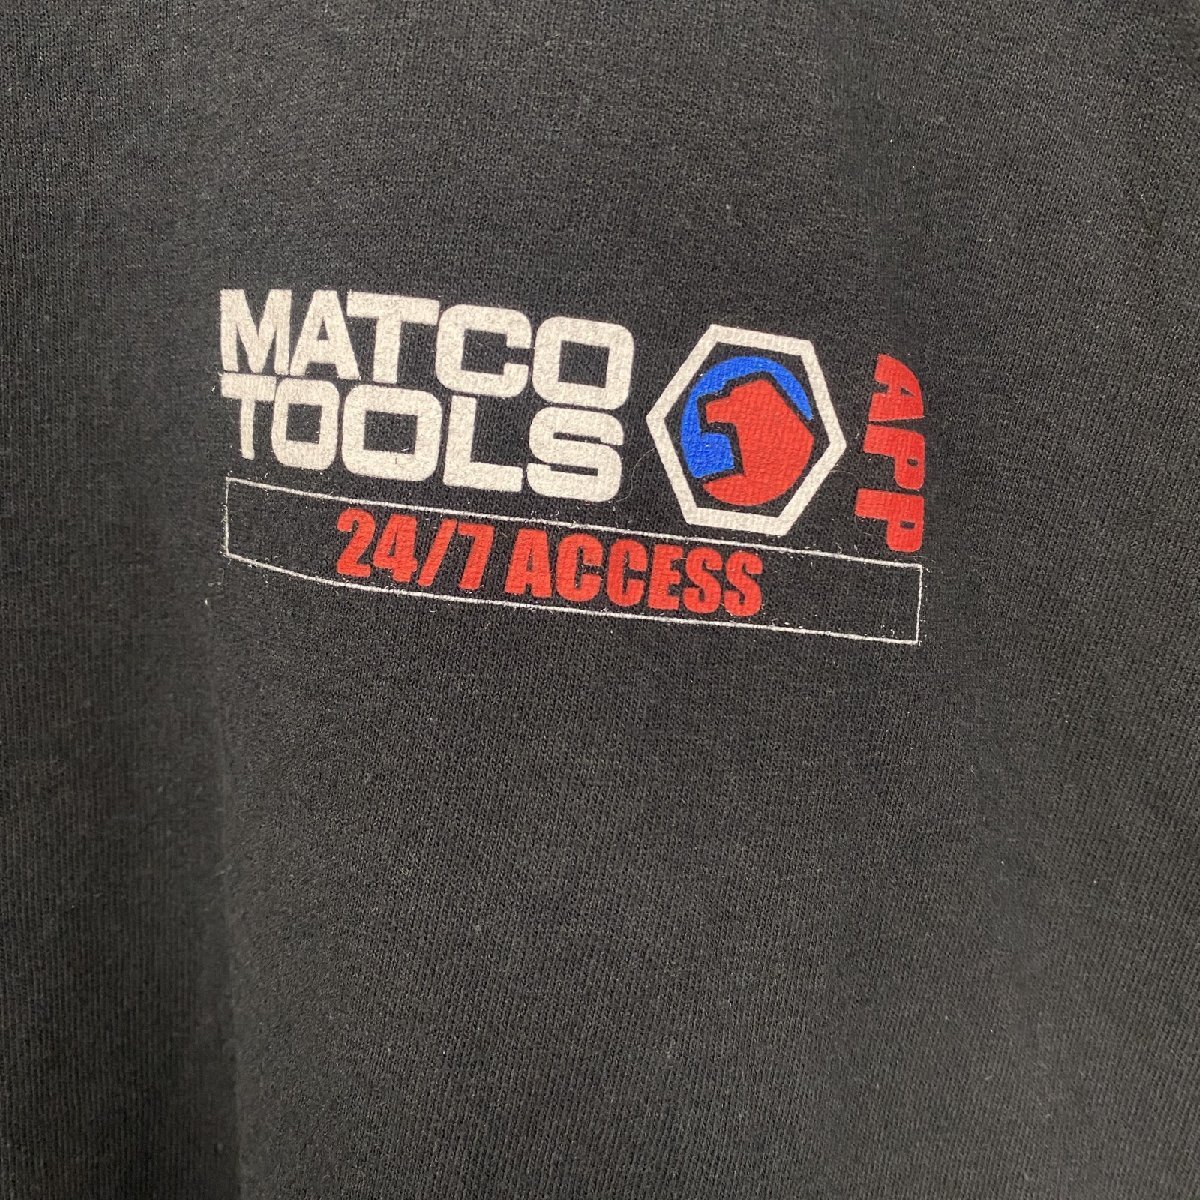 MATCO
TOOLS
APP
24/7 ACCESS